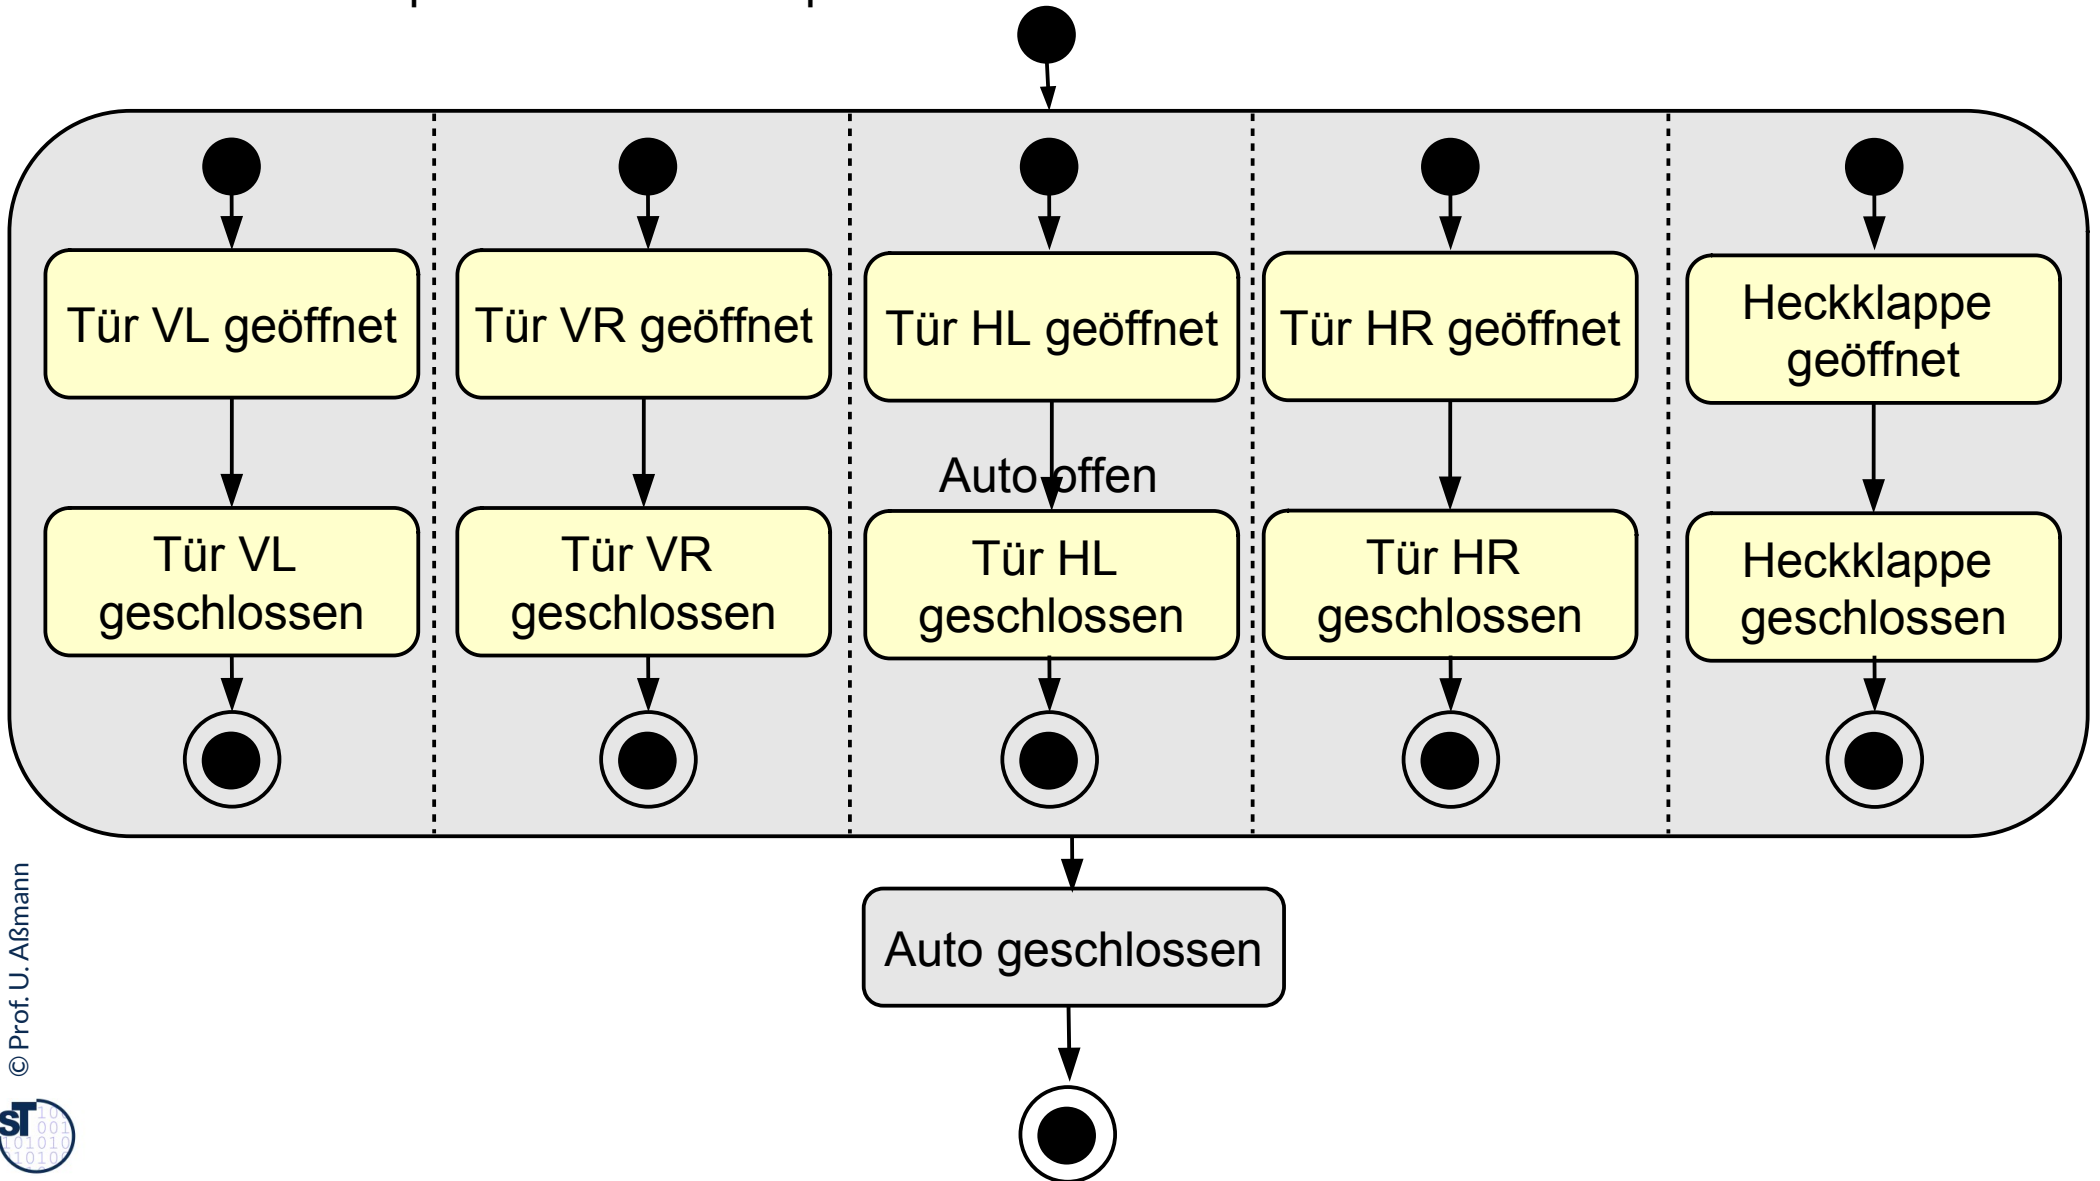 Tür VL geöffnet
Tür VR geöffnet
Tür HL geöffnet
Tür HR geöffnet
Heckklappe
geöffnet
Auto offen
Tür VL
geschlossen
Tür VR
geschlossen
Tür HL
geschlossen
Tür HR
geschlossen
Heckklappe
geschlossen
Auto geschlossen
© Prof. U. Aßmann
ST